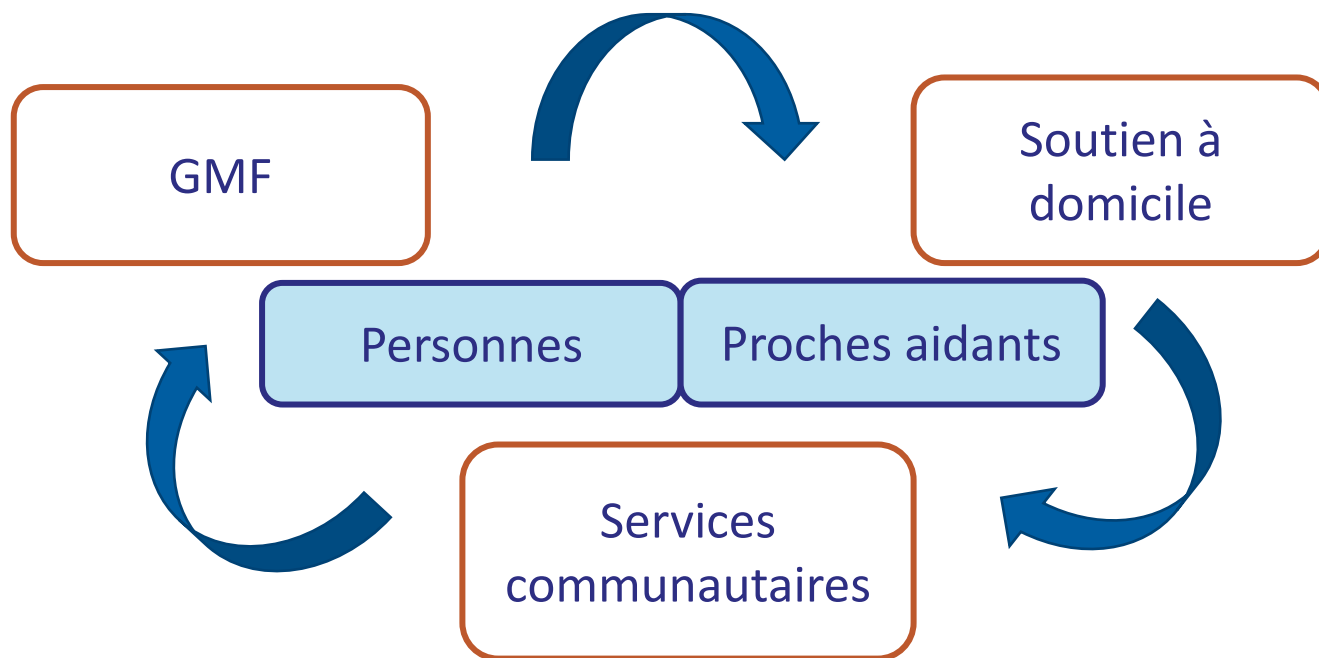 GMF
Soutien à
domicile
Personnes
Proches aidants
Services
communautaires